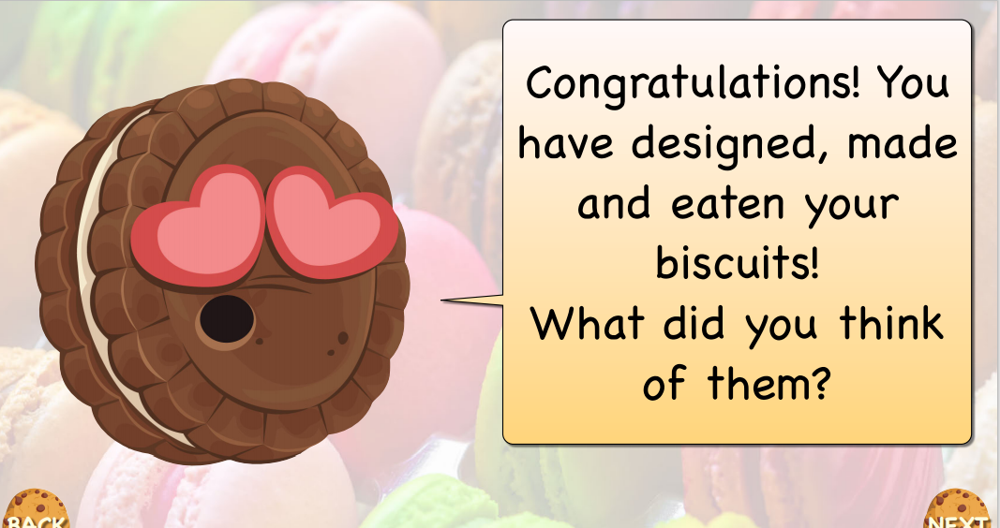 Congratulations! You
have designed, made
and eaten your
biscuits!
What did you think
of them?
BACK
NEXT